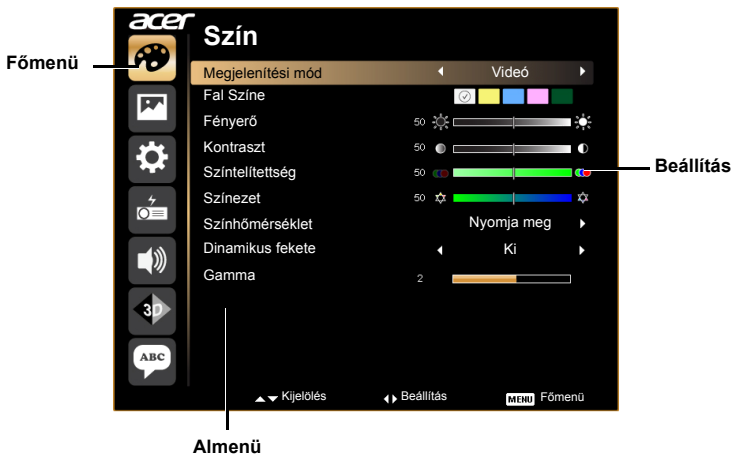 acer
Szín
Főmenü
Megjelenítési mód Videó
Fal Színe
Fényerő 50
Kontraszt 50
Színtelítettség 50
Beállítás
Színezet 50
Színhőmérséklet Nyomja meg
Dinamikus fekete Ki
Gamma 2
3D
ABC
Kijelölés Beállítás MENU Főmenü
Almenü